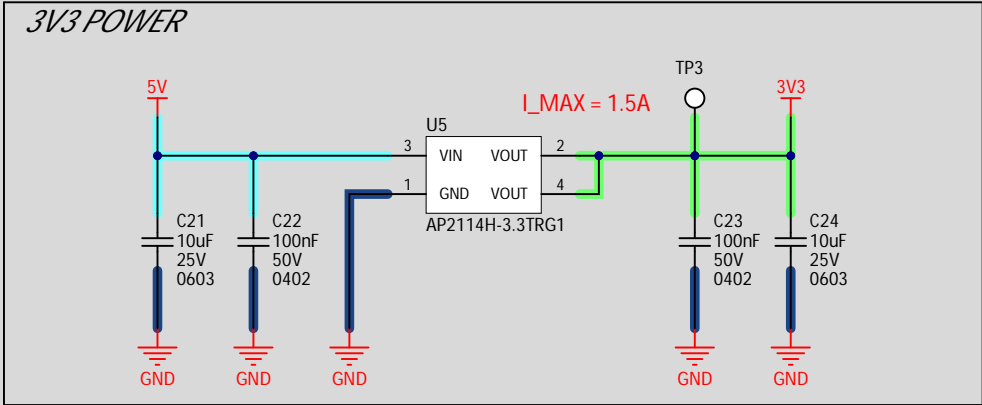 3V3 POWER
5V
I_MAX = 1.5A
TP3
3V3
U5
3 VIN VOUT 2
1 GND VOUT 4
AP2114H-3.3TRG1
C21
10uF
25V
0603
C22
100nF
50V
0402
C23
100nF
50V
0402
C24
10uF
25V
0603
GND
GND
GND
GND
GND